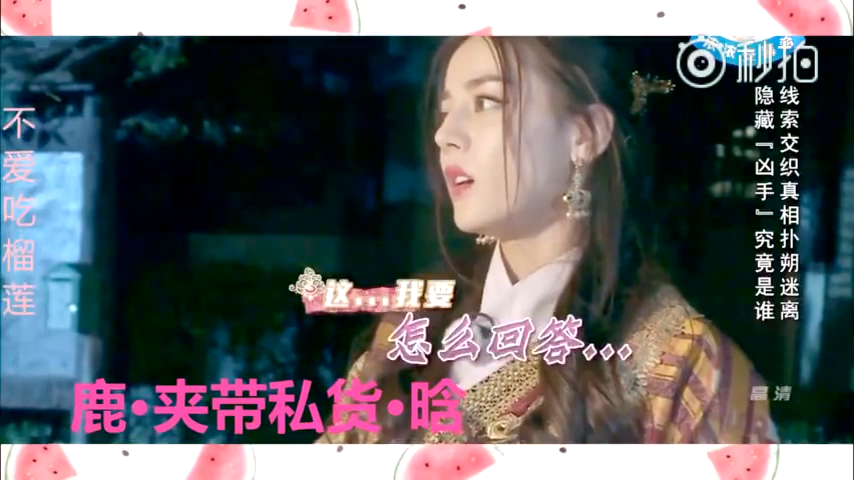 秒拍
线索交织真相扑朔迷离
隐藏『凶手』究竟是谁
不爱吃榴莲
这...我要
怎么回答...
鹿·夹带私货·晗
高清